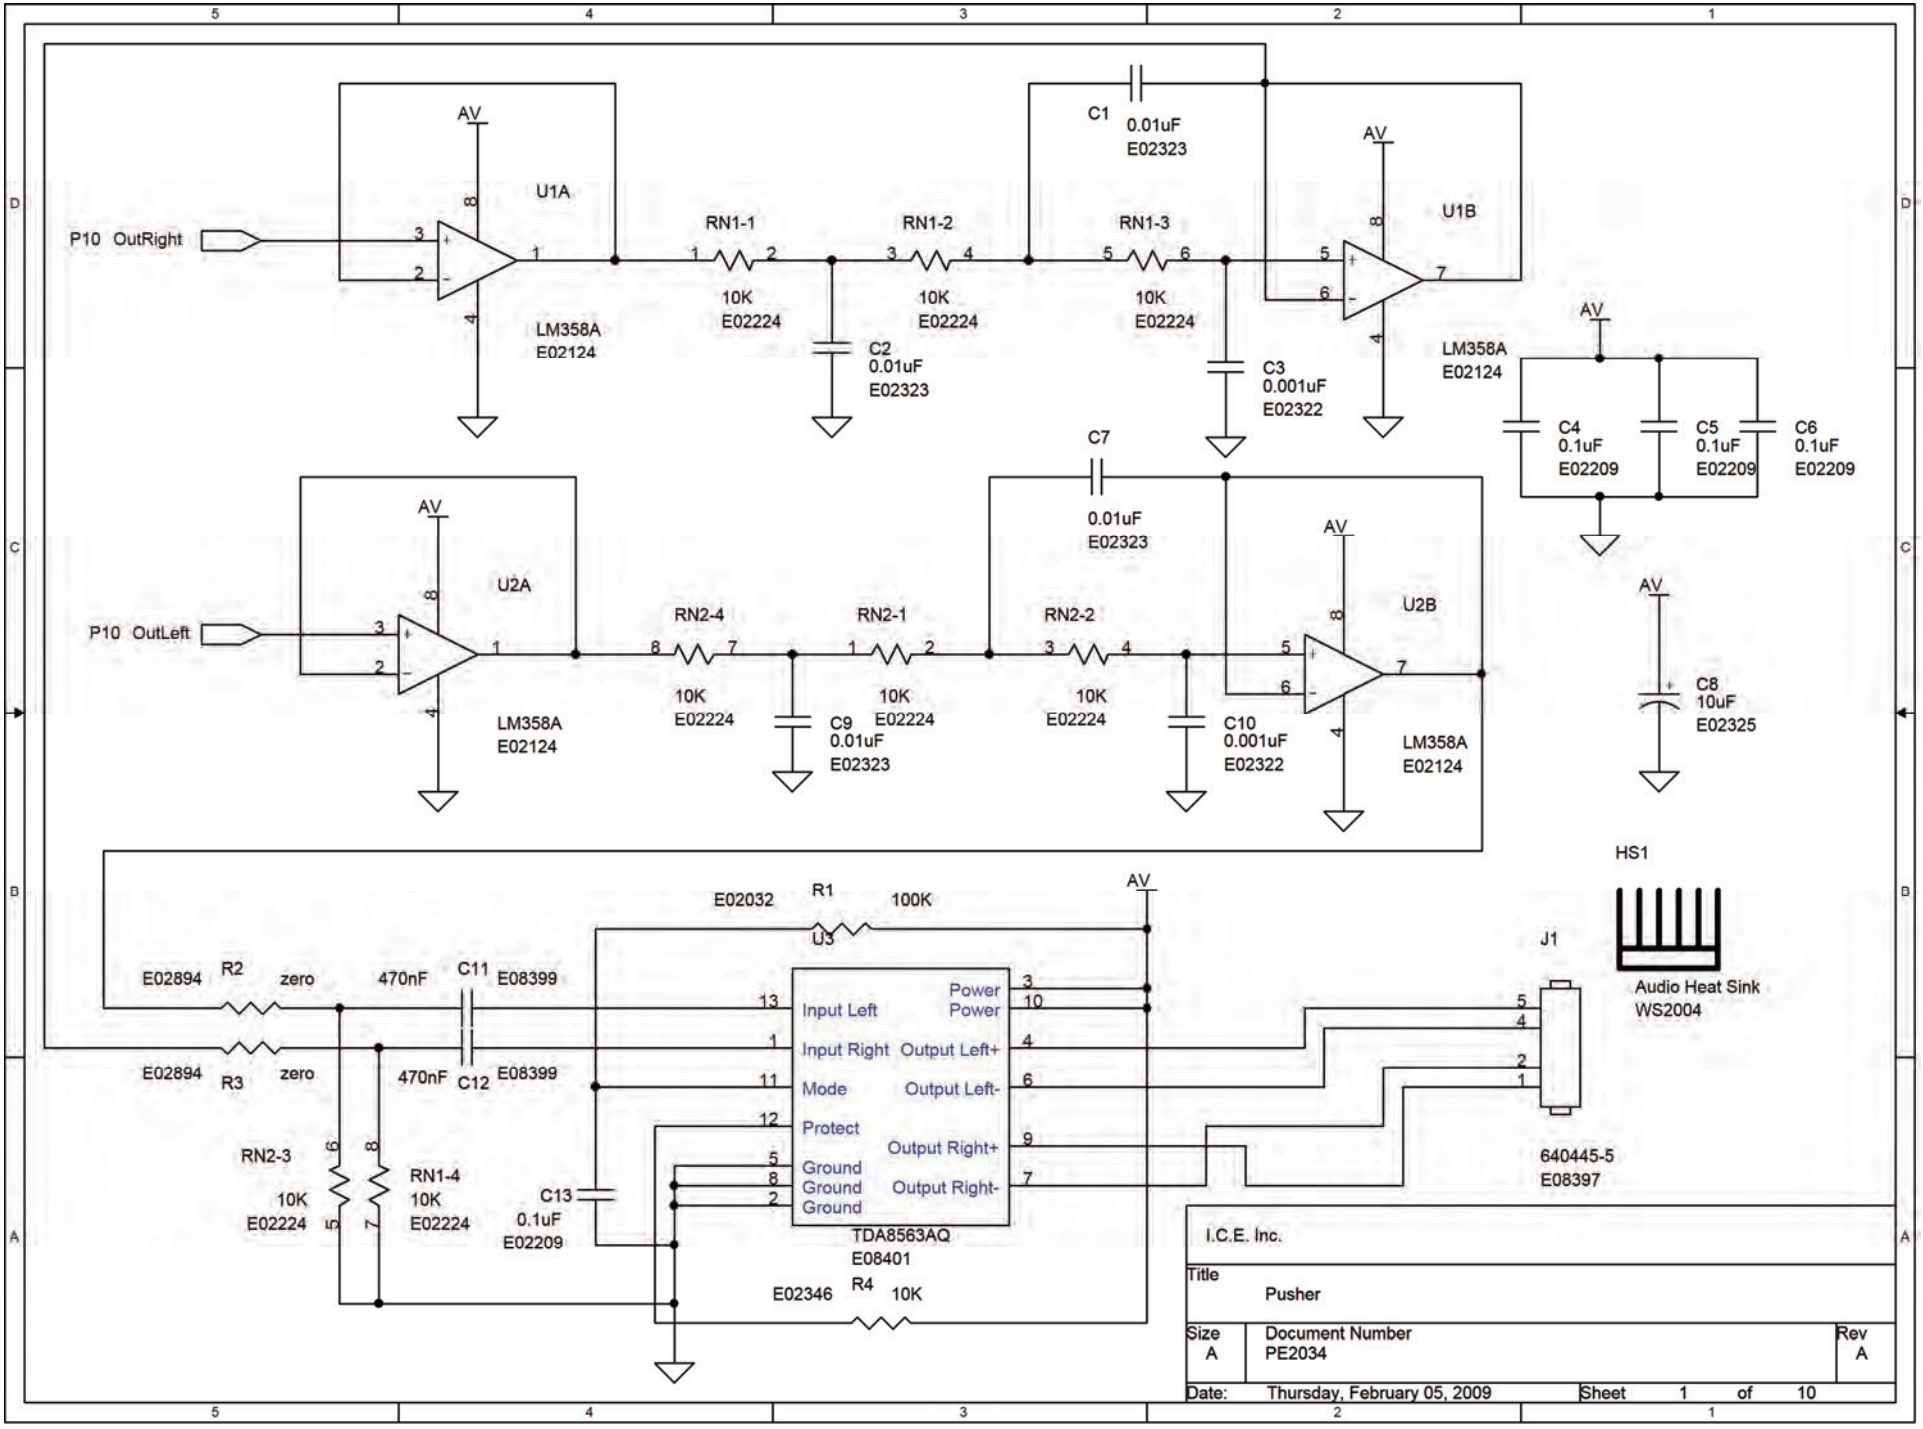 5 4 3 2 1
D
C
B
A
D
C
B
A
AV
8
U1A
P10 OutRight
3
+
2
-
1
4
LM358A
E02124
RN1-1
1 2
10K
E02224
C2
0.01uF
E02323
RN1-2
3 4
10K
E02224
C1
0.01uF
E02323
RN1-3
5 6
10K
E02224
C3
0.001uF
E02322
AV
8
U1B
5
+
6
-
7
4
LM358A
E02124
AV
C4
0.1uF
E02209
C5
0.1uF
E02209
C6
0.1uF
E02209
AV
8
U2A
P10 OutLeft
3
+
2
-
1
4
LM358A
E02124
RN2-4
8 7
10K
E02224
C9
0.01uF
E02323
RN2-1
1 2
10K
E02224
C7
0.01uF
E02323
RN2-2
3 4
10K
E02224
C10
0.001uF
E02322
AV
8
U2B
5
+
6
-
7
4
LM358A
E02124
AV
+
C8
10uF
E02325
HS1
Audio Heat Sink
WS2004
E02032 R1 100K
AV
U3
E02894 R2 zero
470nF C11 E08399
E02894 R3 zero
470nF C12 E08399
RN2-3
6
10K
E02224
5
8
RN1-4
10K
E02224
7
C13
0.1uF
E02209
13 Input Left
1 Input Right
11 Mode
12 Protect
5 Ground
8 Ground
2 Ground
Power 3
Power 10
Output Left+ 4
Output Left- 6
Output Right+ 9
Output Right- 7
TDA8563AQ
E08401
E02346 R4 10K
J1
5
4
2
1
640445-5
E08397
I.C.E. Inc.
Title
Pusher
Size
A
Document Number
PE2034
Rev
A
Date: Thursday, February 05, 2009 Sheet 1 of 10
5 4 3 2 1